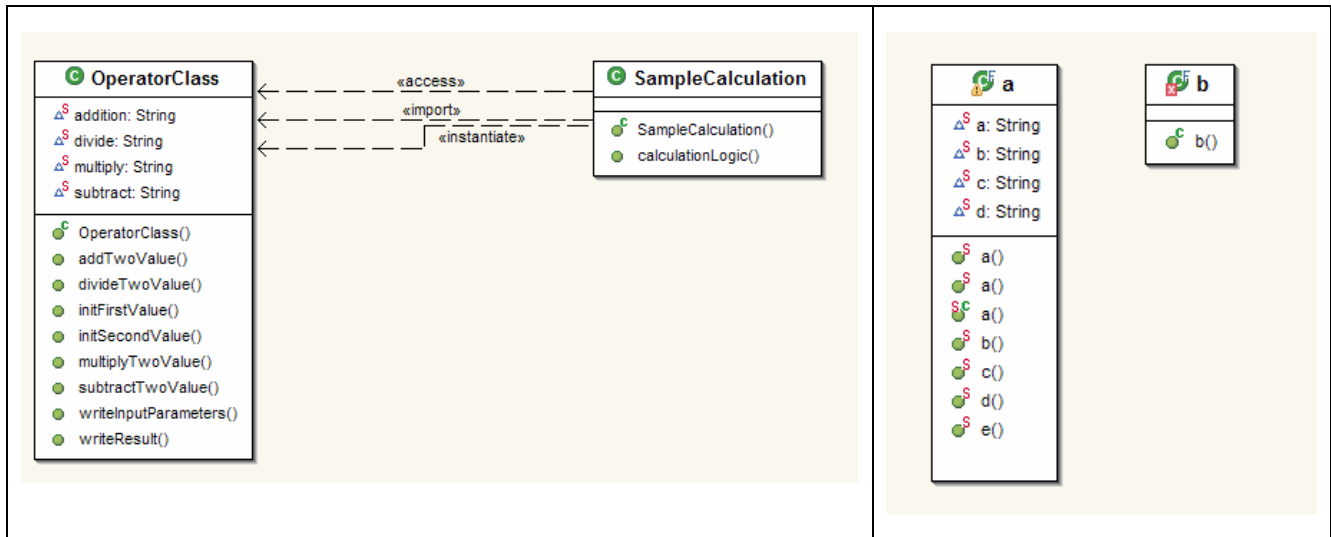 OperatorClass
addition: String
divide: String
multiply: String
subtract: String
OperatorClass()
addTwoValue()
divideTwoValue()
initFirstValue()
initSecondValue()
multiplyTwoValue()
subtractTwoValue()
writeInputParameters()
writeResult()
«access»
«import»
«instantiate»
SampleCalculation
SampleCalculation()
calculationLogic()
a
a: String
b: String
c: String
d: String
a()
a()
a()
b()
c()
d()
e()
b
b()